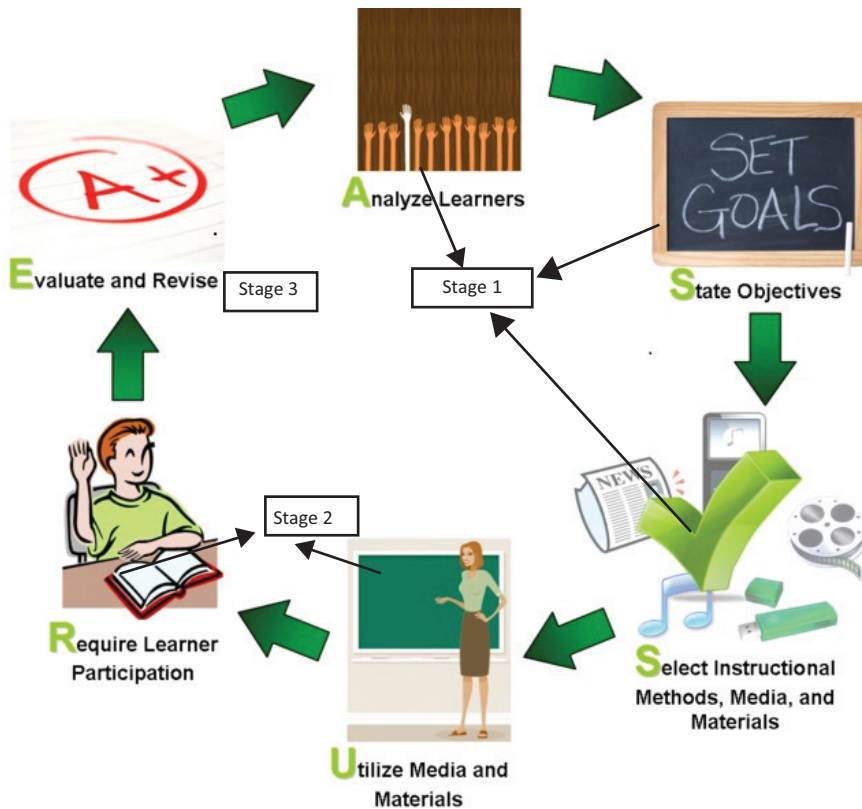 Analyze Learners
SET
GOALS
State Objectives
Stage 1
A+
Evaluate and Revise
Stage 3
NEWS
Select Instructional
Methods, Media, and
Materials
Stage 2
Require Learner
Participation
Utilize Media and
Materials